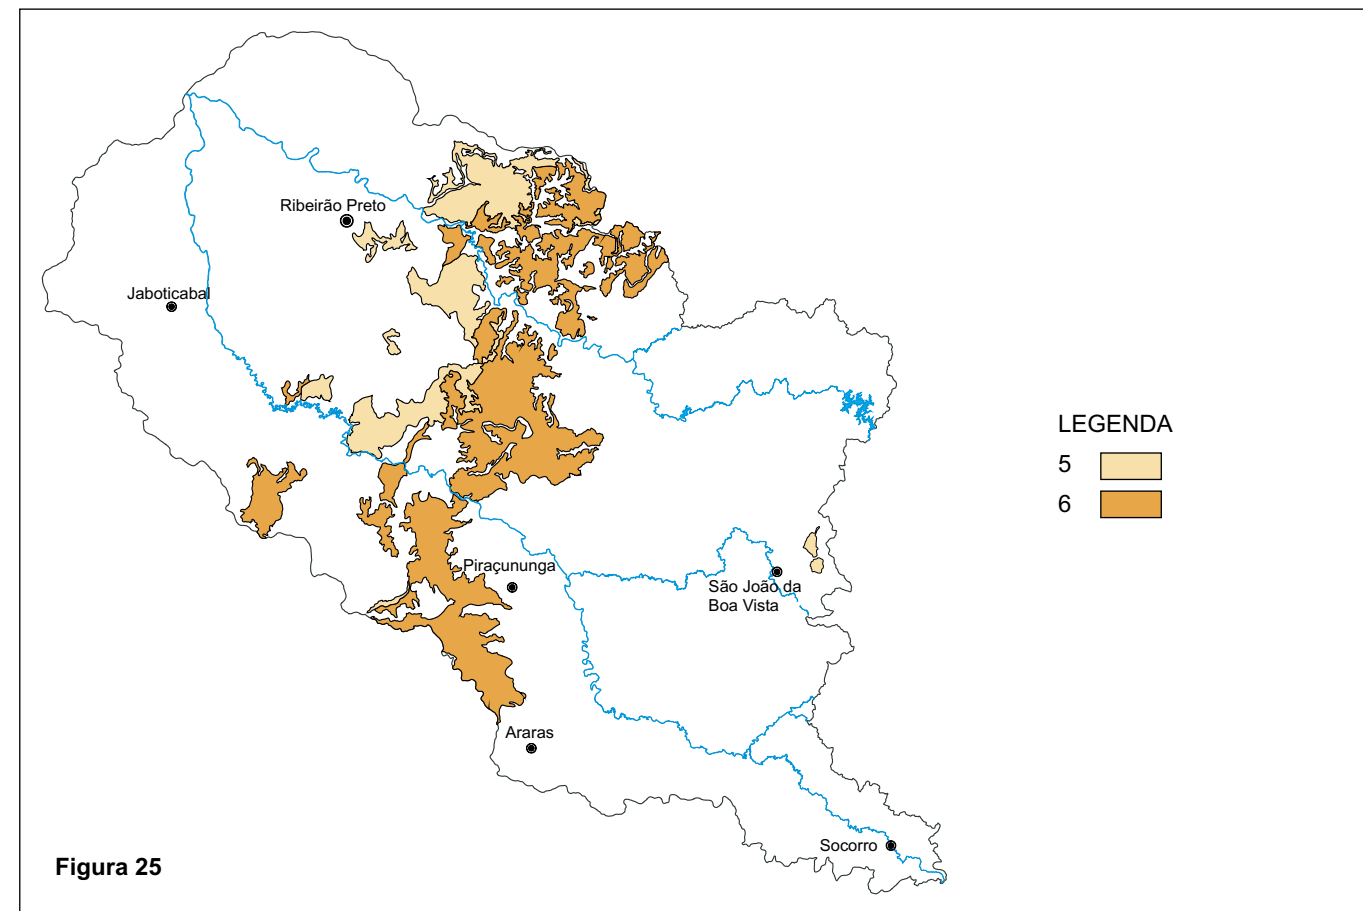 Ribeirão Preto
Jaboticabal
LEGENDA
5
6
Piraçununga
São João da
Boa Vista
Araras
Socorro
Figura 25